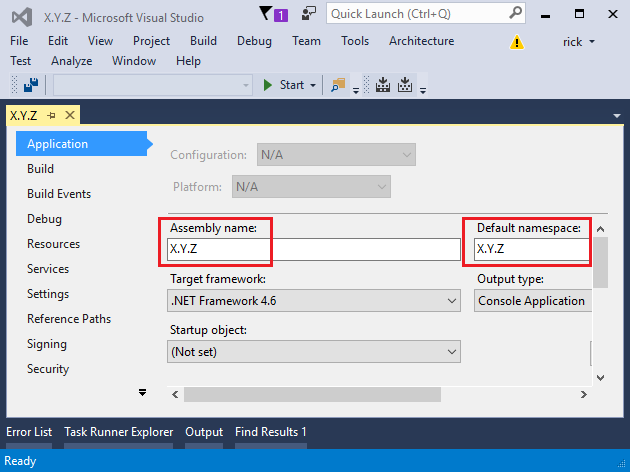 X.Y.Z - Microsoft Visual Studio 1 Quick Launch (Ctrl+Q)
File Edit View Project Build Debug Team Tools Architecture rick
Test Analyze Window Help
Start
X.Y.Z
Application
Build
Build Events
Debug
Resources
Services
Settings
Reference Paths
Signing
Security
Configuration: N/A
Platform: N/A
Assembly name: Default namespace:
X.Y.Z X.Y.Z
Target framework: Output type:
.NET Framework 4.6 Console Application
Startup object:
(Not set)
Error List Task Runner Explorer Output Find Results 1
Ready